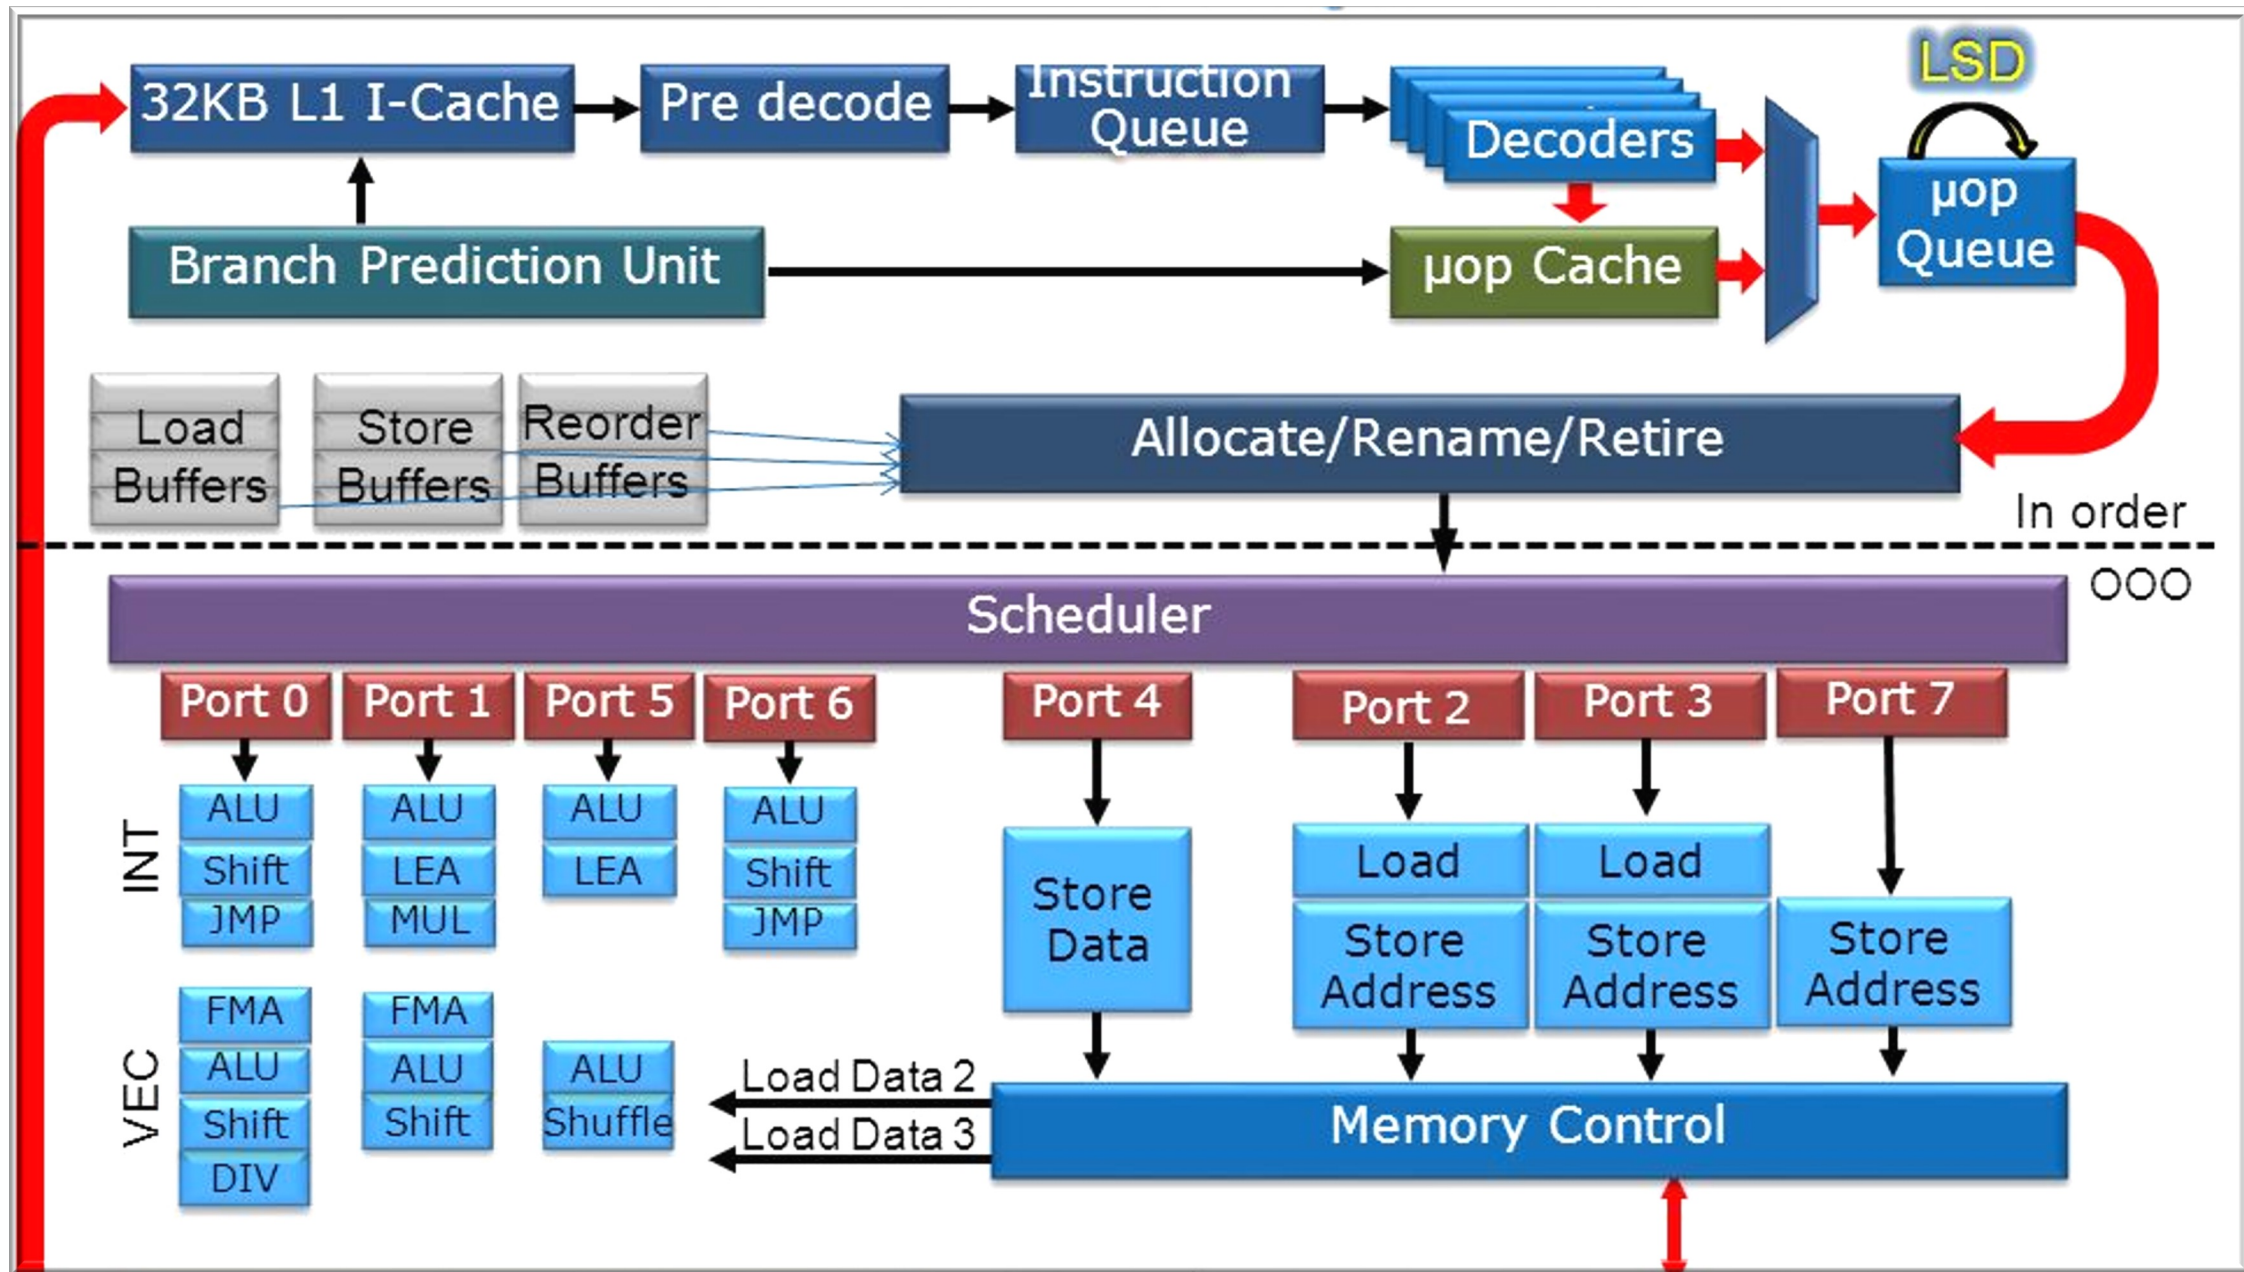 LSD
32KB L1 I-Cache
Pre decode
Instruction
Queue
Decoders
µop
Queue
Branch Prediction Unit
µop Cache
Load
Buffers
Store
Buffers
Reorder
Buffers
Allocate/Rename/Retire
In order
OOO
Scheduler
Port 0
Port 1
Port 5
Port 6
Port 4
Port 2
Port 3
Port 7
INT
ALU
Shift
JMP
ALU
LEA
MUL
ALU
LEA
ALU
Shift
JMP
Store
Data
Load
Store
Address
Load
Store
Address
Store
Address
VEC
FMA
ALU
Shift
DIV
FMA
ALU
Shift
ALU
Shuffle
Load Data 2
Load Data 3
Memory Control